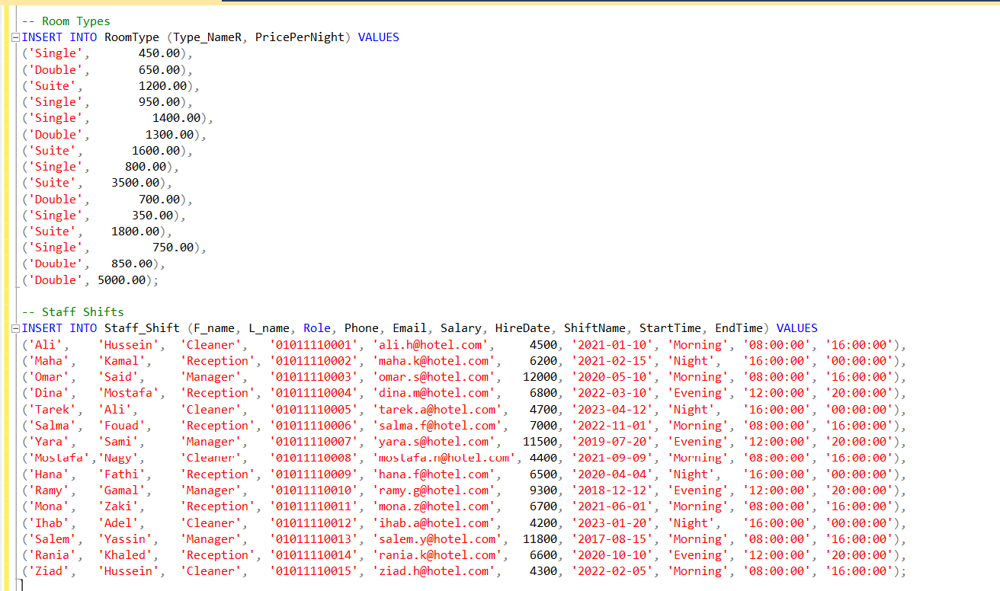 -- Room Types
INSERT INTO RoomType (Type_NameR, PricePerNight) VALUES
('Single',       450.00),
('Double',       650.00),
('Suite',        1200.00),
('Single',       950.00),
('Single',         1400.00),
('Double',        1300.00),
('Suite',       1600.00),
('Single',     800.00),
('Suite',    3500.00),
('Double',       700.00),
('Single',      350.00),
('Suite',    1800.00),
('Single',         750.00),
('Double',   850.00),
('Double', 5000.00);
-- Staff Shifts
INSERT INTO Staff_Shift (F_name, L_name, Role, Phone, Email, Salary, HireDate, ShiftName, StartTime, EndTime) VALUES
('Ali',    'Hussein',  'Cleaner',   '01011110001', 'ali.h@hotel.com',      4500, '2021-01-10', 'Morning', '08:00:00', '16:00:00'),
('Maha',   'Kamal',    'Reception', '01011110002', 'maha.k@hotel.com',     6200, '2021-02-15', 'Night',   '16:00:00', '00:00:00'),
('Omar',   'Said',     'Manager',   '01011110003', 'omar.s@hotel.com',    12000, '2020-05-10', 'Morning', '08:00:00', '16:00:00'),
('Dina',   'Mostafa',  'Reception', '01011110004', 'dina.m@hotel.com',     6800, '2022-03-10', 'Evening', '12:00:00', '20:00:00'),
('Tarek',  'Ali',      'Cleaner',   '01011110005', 'tarek.a@hotel.com',    4700, '2023-04-12', 'Night',   '16:00:00', '00:00:00'),
('Salma',  'Fouad',    'Reception', '01011110006', 'salma.f@hotel.com',    7000, '2022-11-01', 'Morning', '08:00:00', '16:00:00'),
('Yara',   'Sami',     'Manager',   '01011110007', 'yara.s@hotel.com',    11500, '2019-07-20', 'Evening', '12:00:00', '20:00:00'),
('Mostafa','Nagy',     'Cleaner',   '01011110008', 'mostafa.n@hotel.com', 4400, '2021-09-09', 'Morning', '08:00:00', '16:00:00'),
('Hana',   'Fathi',    'Reception', '01011110009', 'hana.f@hotel.com',     6500, '2020-04-04', 'Night',   '16:00:00', '00:00:00'),
('Ramy',   'Gamal',    'Manager',   '01011110010', 'ramy.g@hotel.com',     9300, '2018-12-12', 'Evening', '12:00:00', '20:00:00'),
('Mona',   'Zaki',     'Reception', '01011110011', 'mona.z@hotel.com',     6700, '2021-06-01', 'Morning', '08:00:00', '16:00:00'),
('Ihab',   'Adel',     'Cleaner',   '01011110012', 'ihab.a@hotel.com',     4200, '2023-01-20', 'Night',   '16:00:00', '00:00:00'),
('Salem',  'Yassin',   'Manager',   '01011110013', 'salem.y@hotel.com',   11800, '2017-08-15', 'Morning', '08:00:00', '16:00:00'),
('Rania',  'Khaled',   'Reception', '01011110014', 'rania.k@hotel.com',    6600, '2020-10-10', 'Evening', '12:00:00', '20:00:00'),
('Ziad',   'Hussein',  'Cleaner',   '01011110015', 'ziad.h@hotel.com',     4300, '2022-02-05', 'Morning', '08:00:00', '16:00:00');